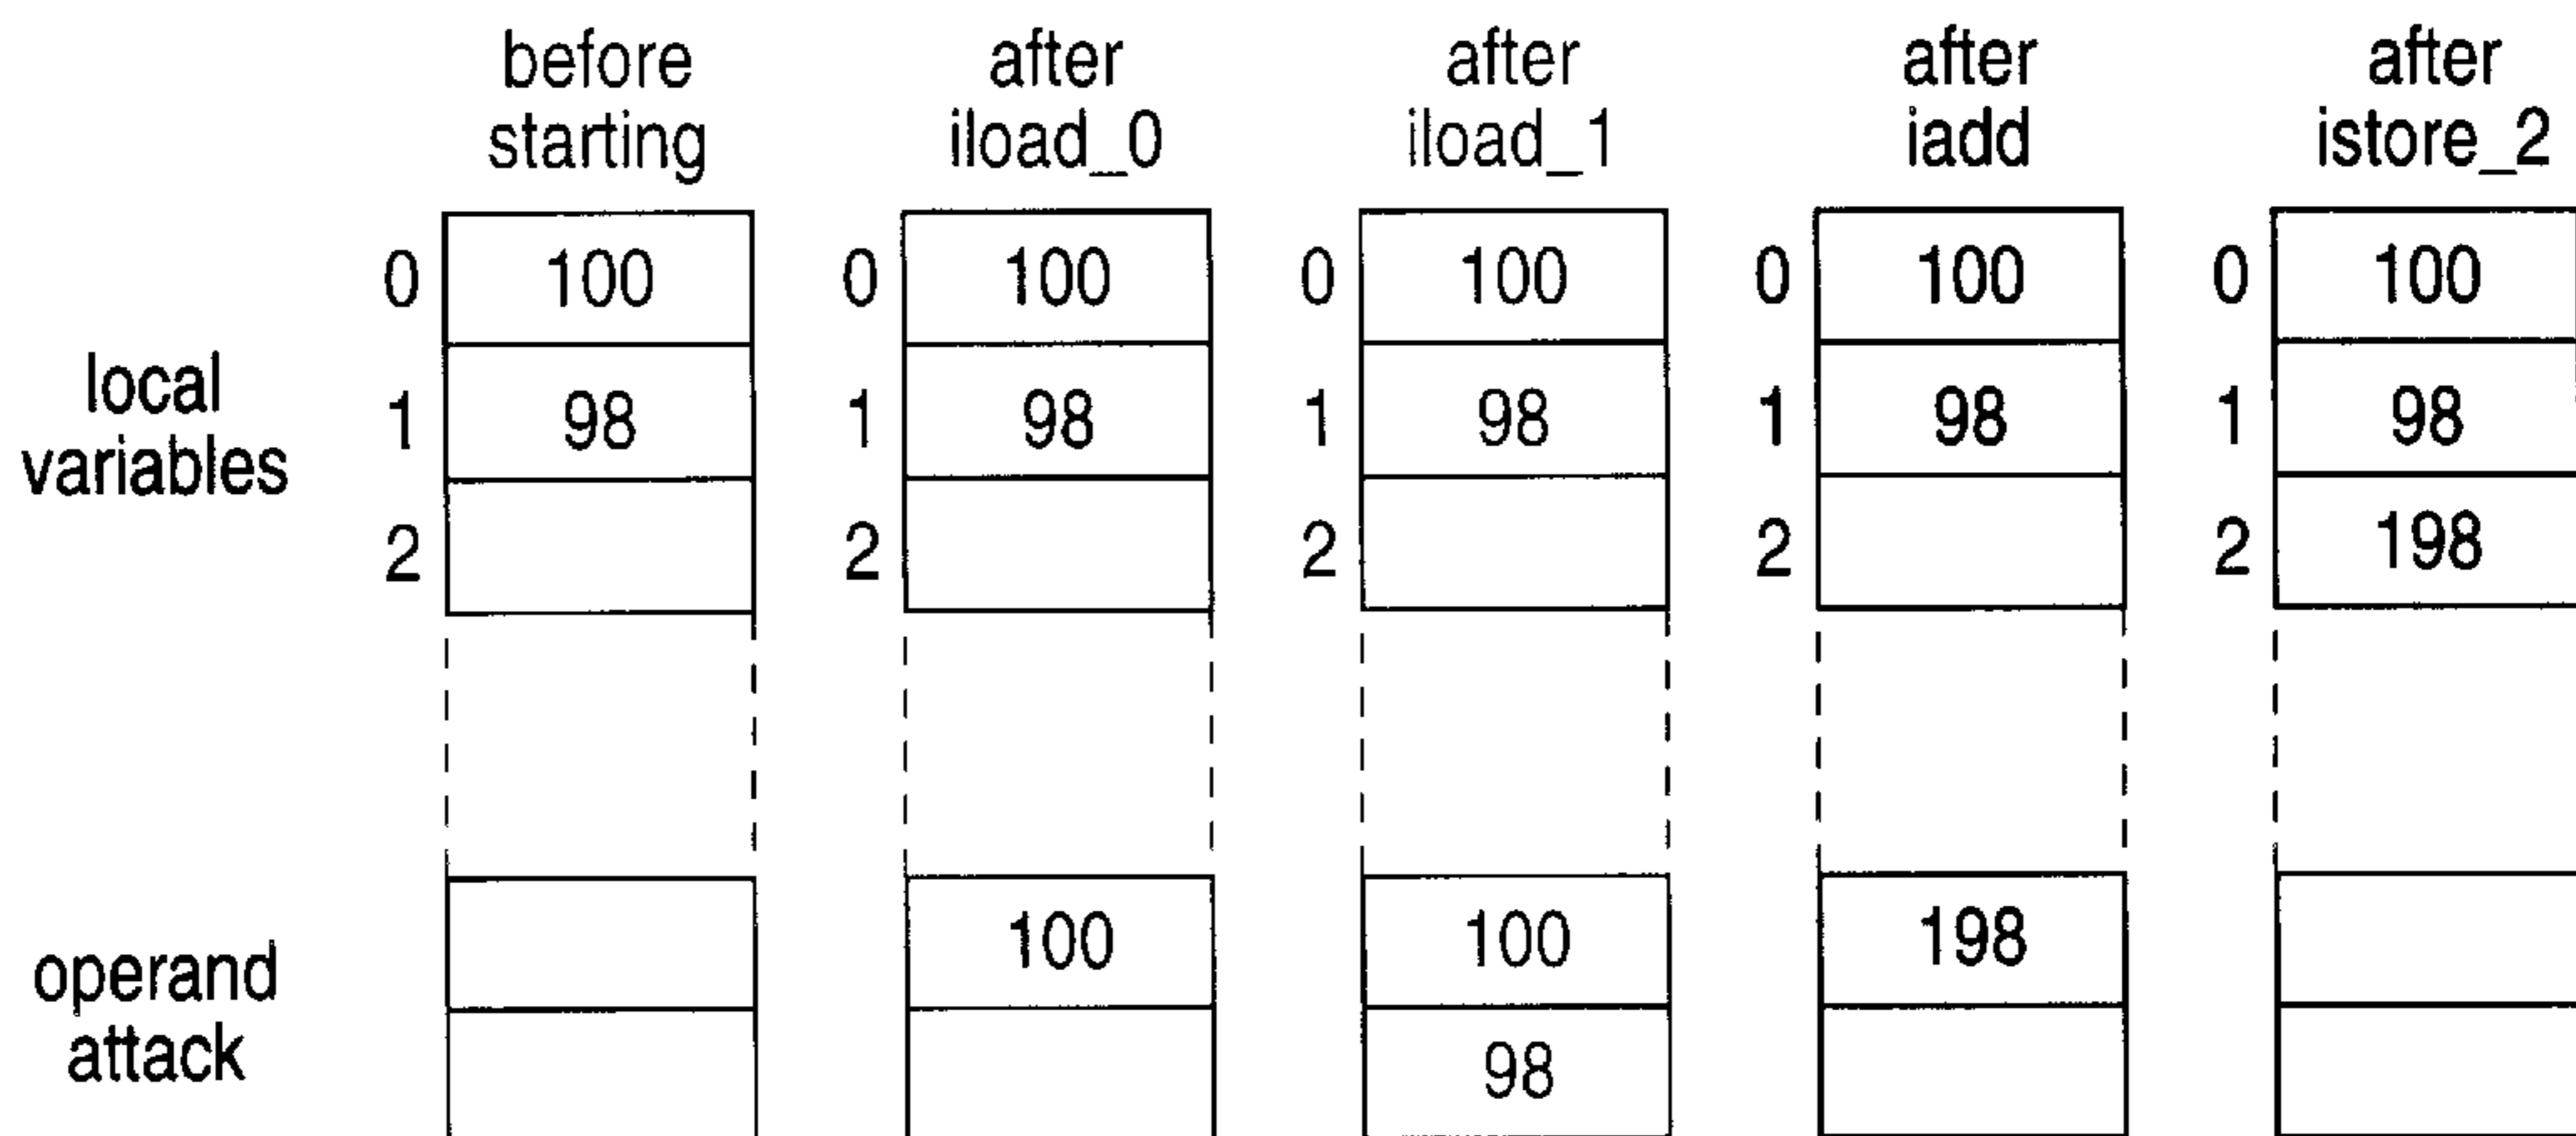 before starting
after iload_0
after iload_1
after iadd
after istore_2
local variables
0 100 0 100 0 100 0 100 0 100
1 98 1 98 1 98 1 98 1 98
2 2 2 2 2 198
operand attack
100 100 198
98